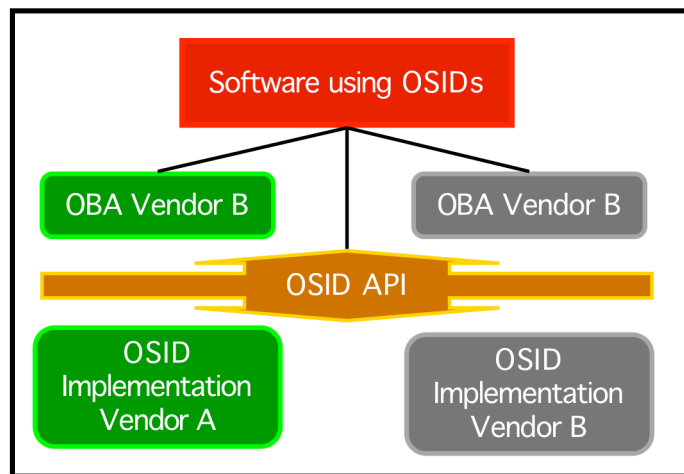 Software using OSIDs
OBA Vendor B
OBA Vendor B
OSID API
OSID
Implementation
Vendor A
OSID
Implementation
Vendor B